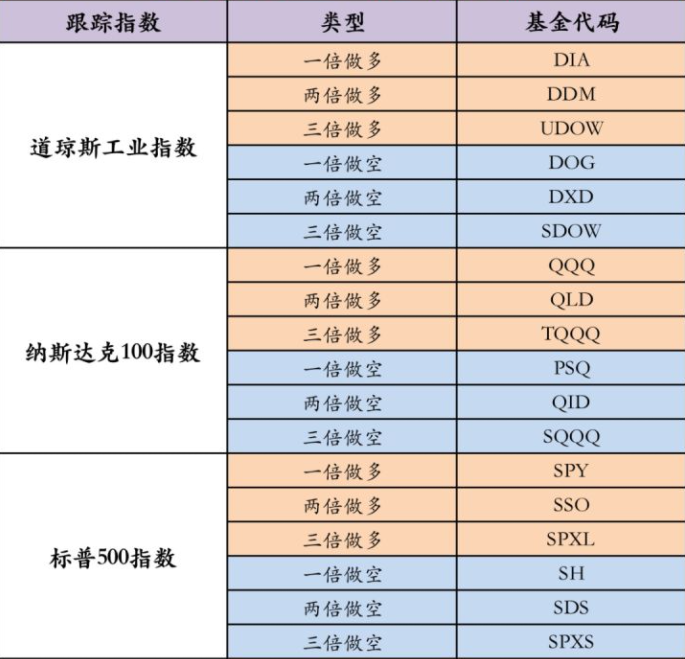 跟踪指数 类型 基金代码
道琼斯工业指数
一倍做多 DIA
两倍做多 DDM
三倍做多 UDOW
一倍做空 DOG
两倍做空 DXD
三倍做空 SDOW
纳斯达克100指数
一倍做多 QQQ
两倍做多 QLD
三倍做多 TQQQ
一倍做空 PSQ
两倍做空 QID
三倍做空 SQQQ
标普500指数
一倍做多 SPY
两倍做多 SSO
三倍做多 SPXL
一倍做空 SH
两倍做空 SDS
三倍做空 SPXS